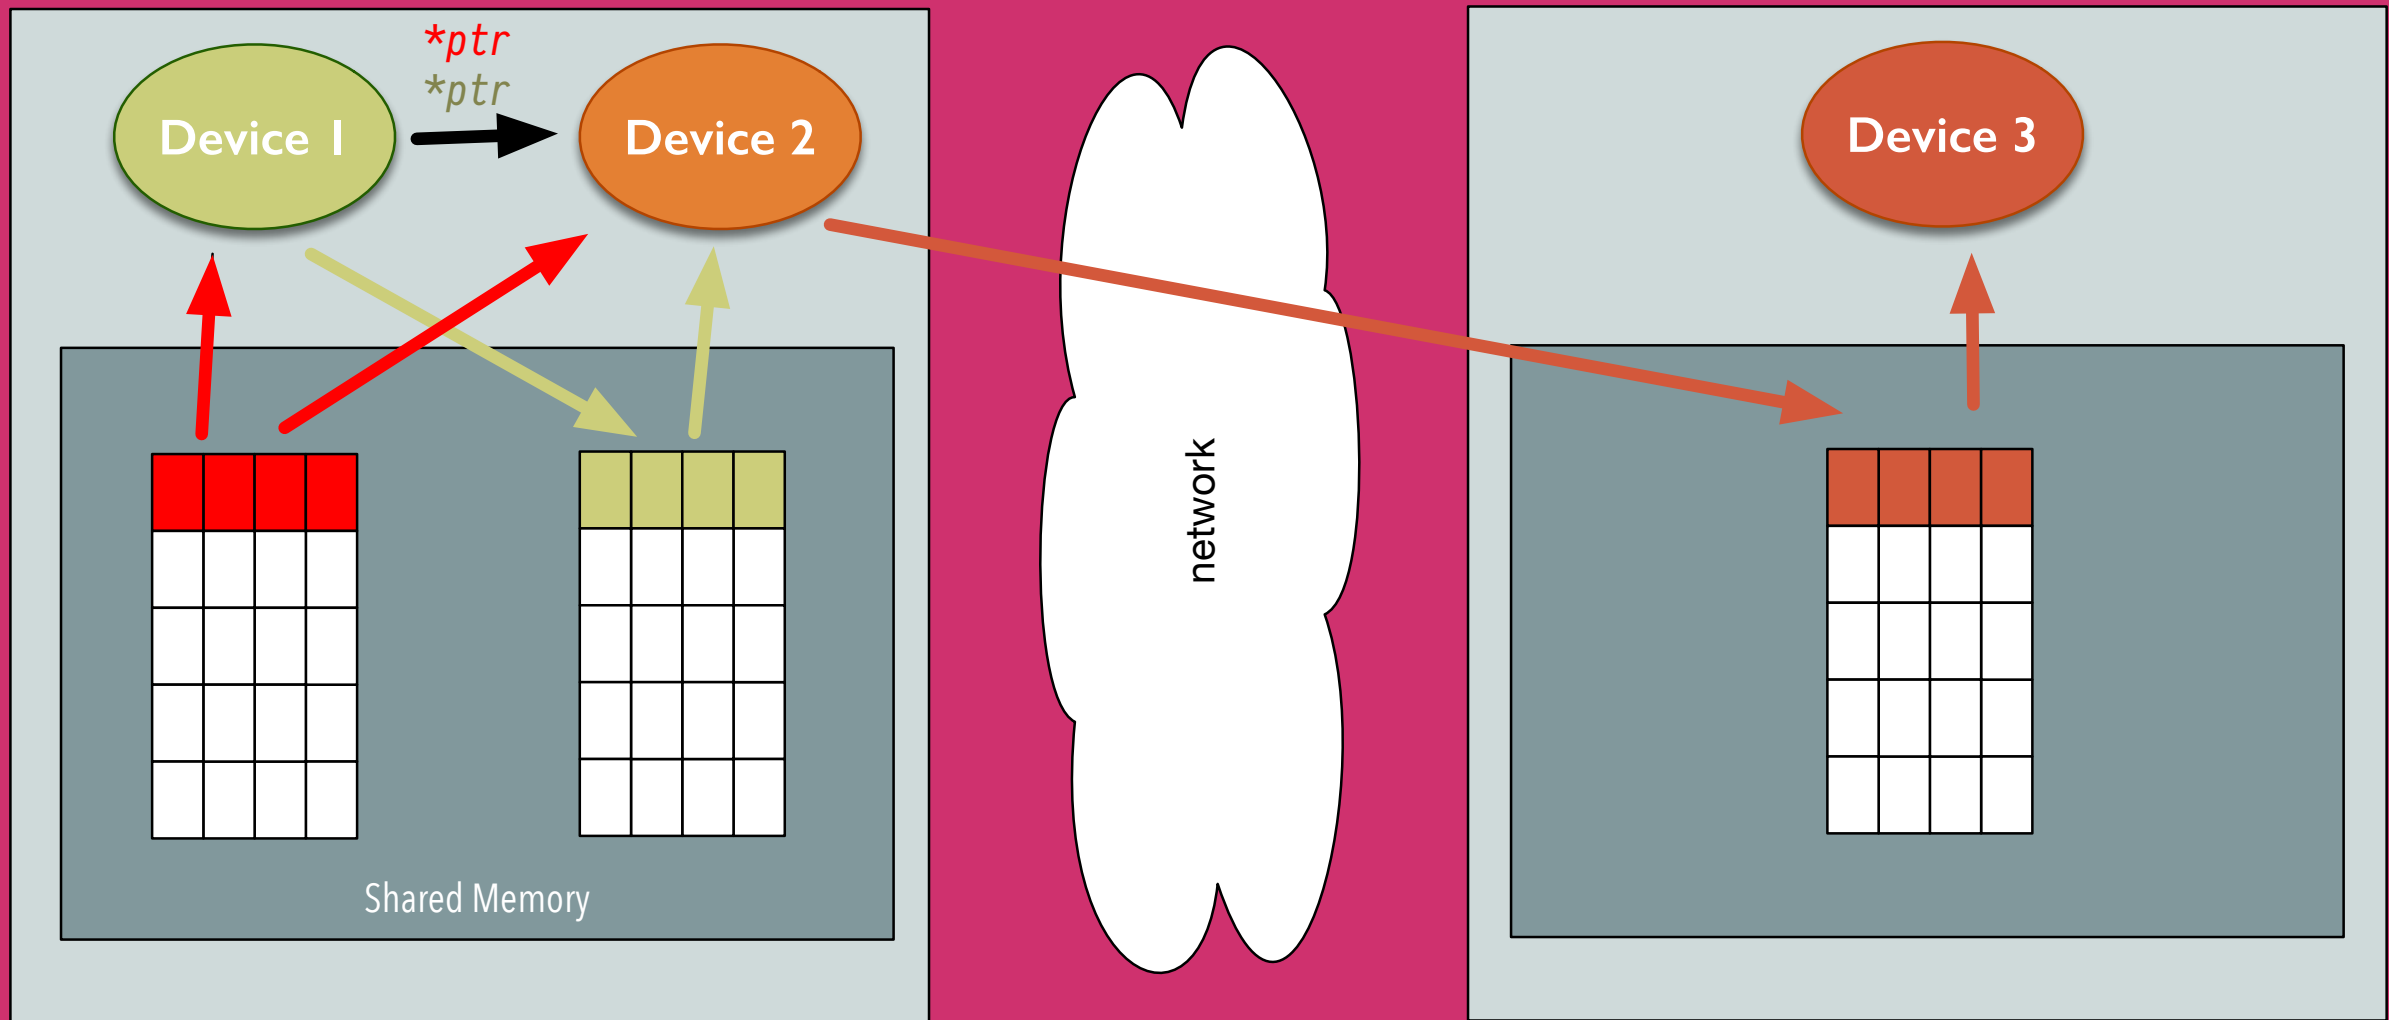 *ptr
*ptr
Device 1
Device 2
Device 3
network
Shared Memory